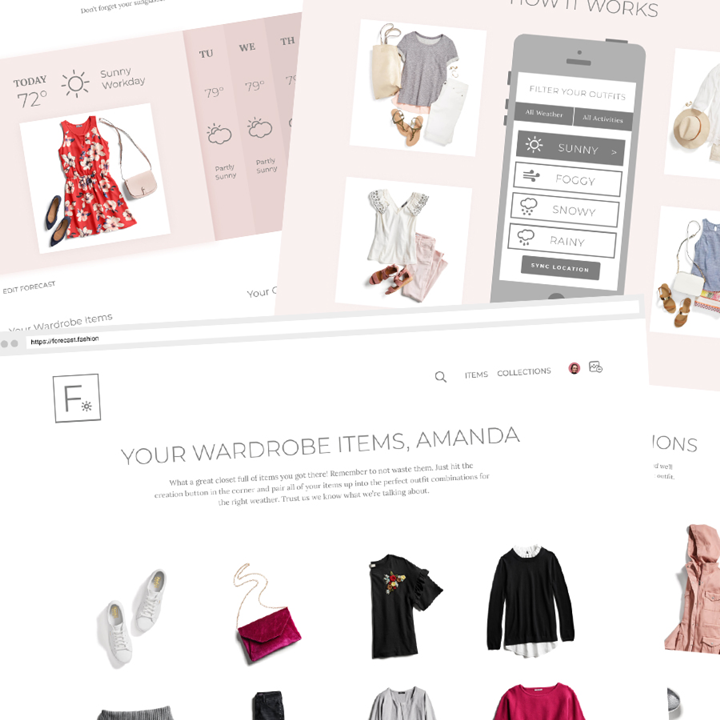 Don't forget your sunglasses
TODAY
72°
Sunny
Workday
TU
WE
TH
79°
79°
79°
Partly
Sunny
Partly
Sunny
EDIT FORECAST
Your Wardrobe Items
Your
HOW IT WORKS
FILTER YOUR OUTFITS
All Weather
All Activities
SUNNY >
FOGGY
SNOWY
RAINY
SYNC LOCATION
https://forecast.fashion
F
ITEMS
COLLECTIONS
YOUR WARDROBE ITEMS, AMANDA
What a great closet full of items you got there! Remember to not waste them. Just hit the
creation button in the corner and pair all of your items up into the perfect outfit combinations for
the right weather. Trust us we know what we're talking about.
IONS
well
outfit.